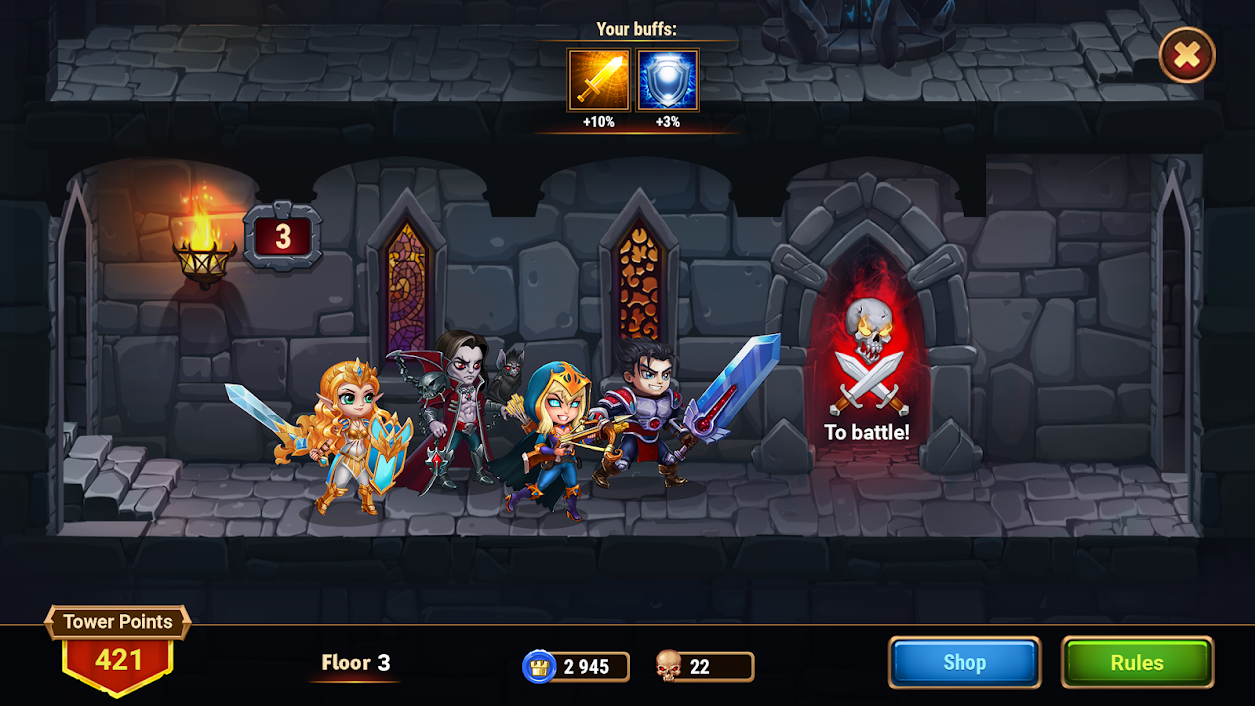 Your buffs:
+10% +3%
3
To battle!
Tower Points
421
Floor 3
2 945
22
Shop
Rules